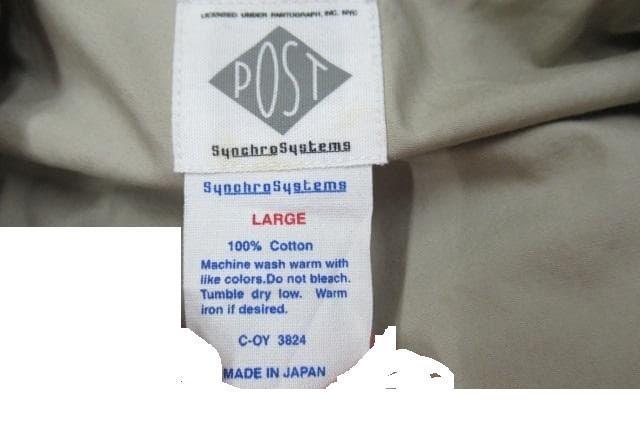 LICENSED UNDER PARTOGRAPH, INC. NYC
POST
SynchroSystems
SynchroSystems
LARGE
100% Cotton
Machine wash warm with
like colors.Do not bleach.
Tumble dry low. Warm
iron if desired.
C-OY 3824
MADE IN JAPAN